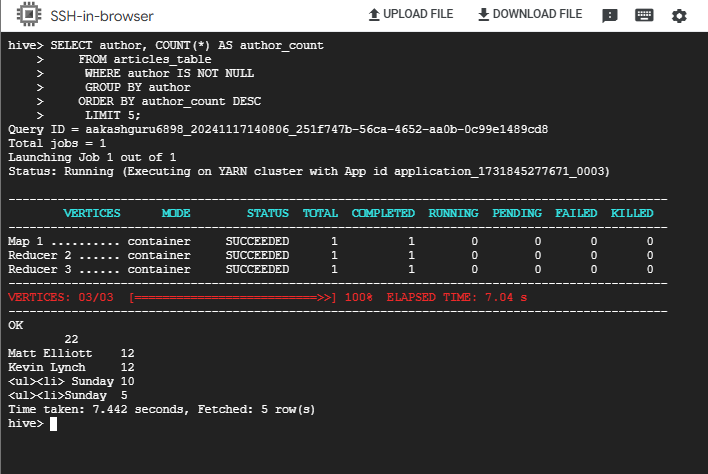 SSH-in-browser
UPLOAD FILE
DOWNLOAD FILE
hive> SELECT author, COUNT(*) AS author_count
    >     FROM articles_table
    >      WHERE author IS NOT NULL
    >      GROUP BY author
    >     ORDER BY author_count DESC
    >      LIMIT 5;
Query ID = aakashguru6898_20241117140806_251f747b-56ca-4652-aa0b-0c99e1489cd8
Total jobs = 1
Launching Job 1 out of 1
Status: Running (Executing on YARN cluster with App id application_1731845277671_0003)
----------------------------------------------------------------------------------------------
        VERTICES      MODE        STATUS  TOTAL  COMPLETED  RUNNING  PENDING  FAILED  KILLED
----------------------------------------------------------------------------------------------
Map 1 .......... container     SUCCEEDED      1          1        0        0       0       0
Reducer 2 ...... container     SUCCEEDED      1          1        0        0       0       0
Reducer 3 ...... container     SUCCEEDED      1          1        0        0       0       0
----------------------------------------------------------------------------------------------
VERTICES: 03/03  [==========================>>] 100%  ELAPSED TIME: 7.04 s
----------------------------------------------------------------------------------------------
OK
        22
Matt Elliott    12
Kevin Lynch     12
<ul><li> Sunday 10
<ul><li>Sunday  5
Time taken: 7.442 seconds, Fetched: 5 row(s)
hive>